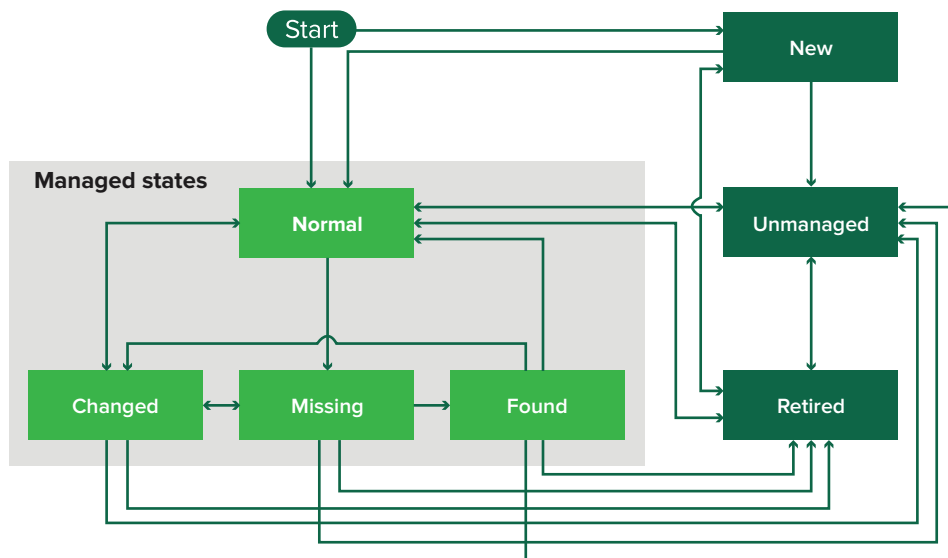 Start
New
Managed states
Normal
Unmanaged
Changed
Missing
Found
Retired